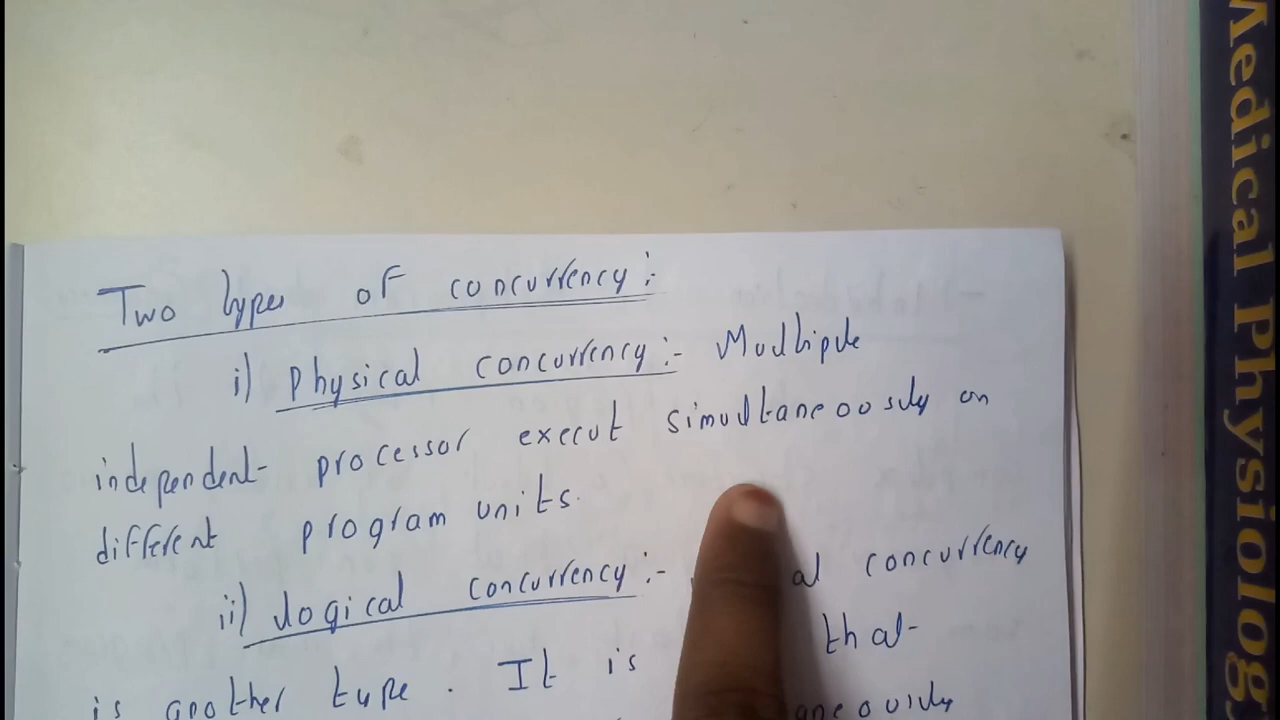 Two types of concurrency :-
i) Physical concurrency :- Multiple
independent processor execut simultaneously on
different program units.
ii) Logical concurrency :- al concurrency
is another type . It is that
Medical Physiology